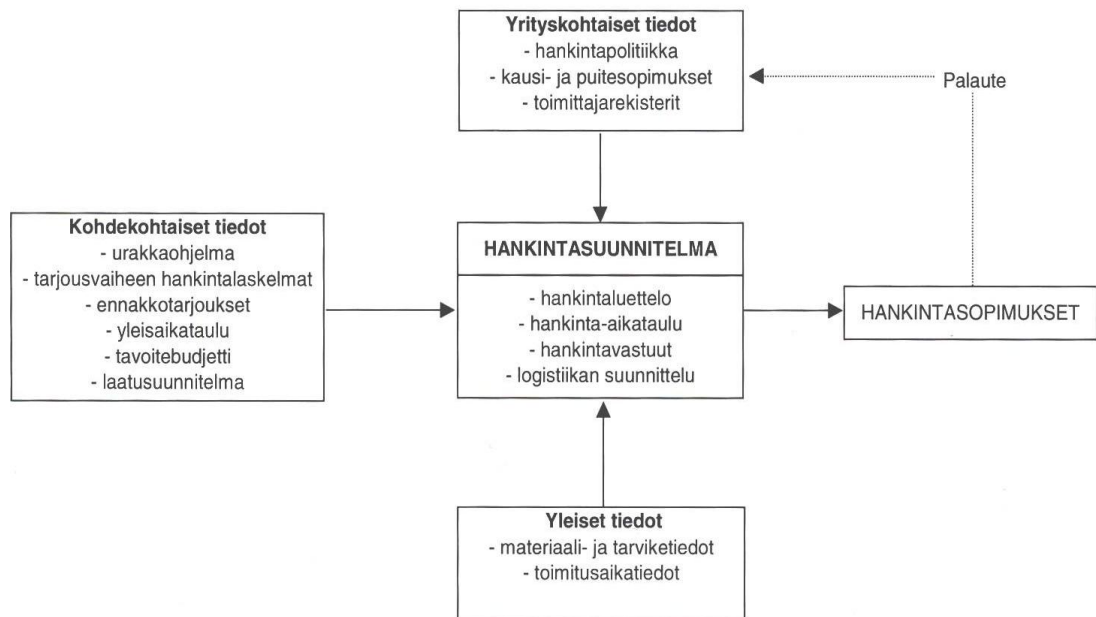 Yrityskohtaiset tiedot
- hankintapolitiikka
- kausi- ja puitesopimukset
- toimittajarekisterit
Palaute
Kohdekohtaiset tiedot
- urakkaohjelma
- tarjousvaiheen hankintalaskelmat
- ennakkotarjoukset
- yleisaikataulu
- tavoitebudjetti
- laatusuunnitelma
HANKINTASUUNNITELMA
- hankintaluettelo
- hankinta-aikataulu
- hankintavastuut
- logistiikan suunnittelu
HANKINTASOPIMUKSET
Yleiset tiedot
- materiaali- ja tarviketiedot
- toimitusaikatiedot